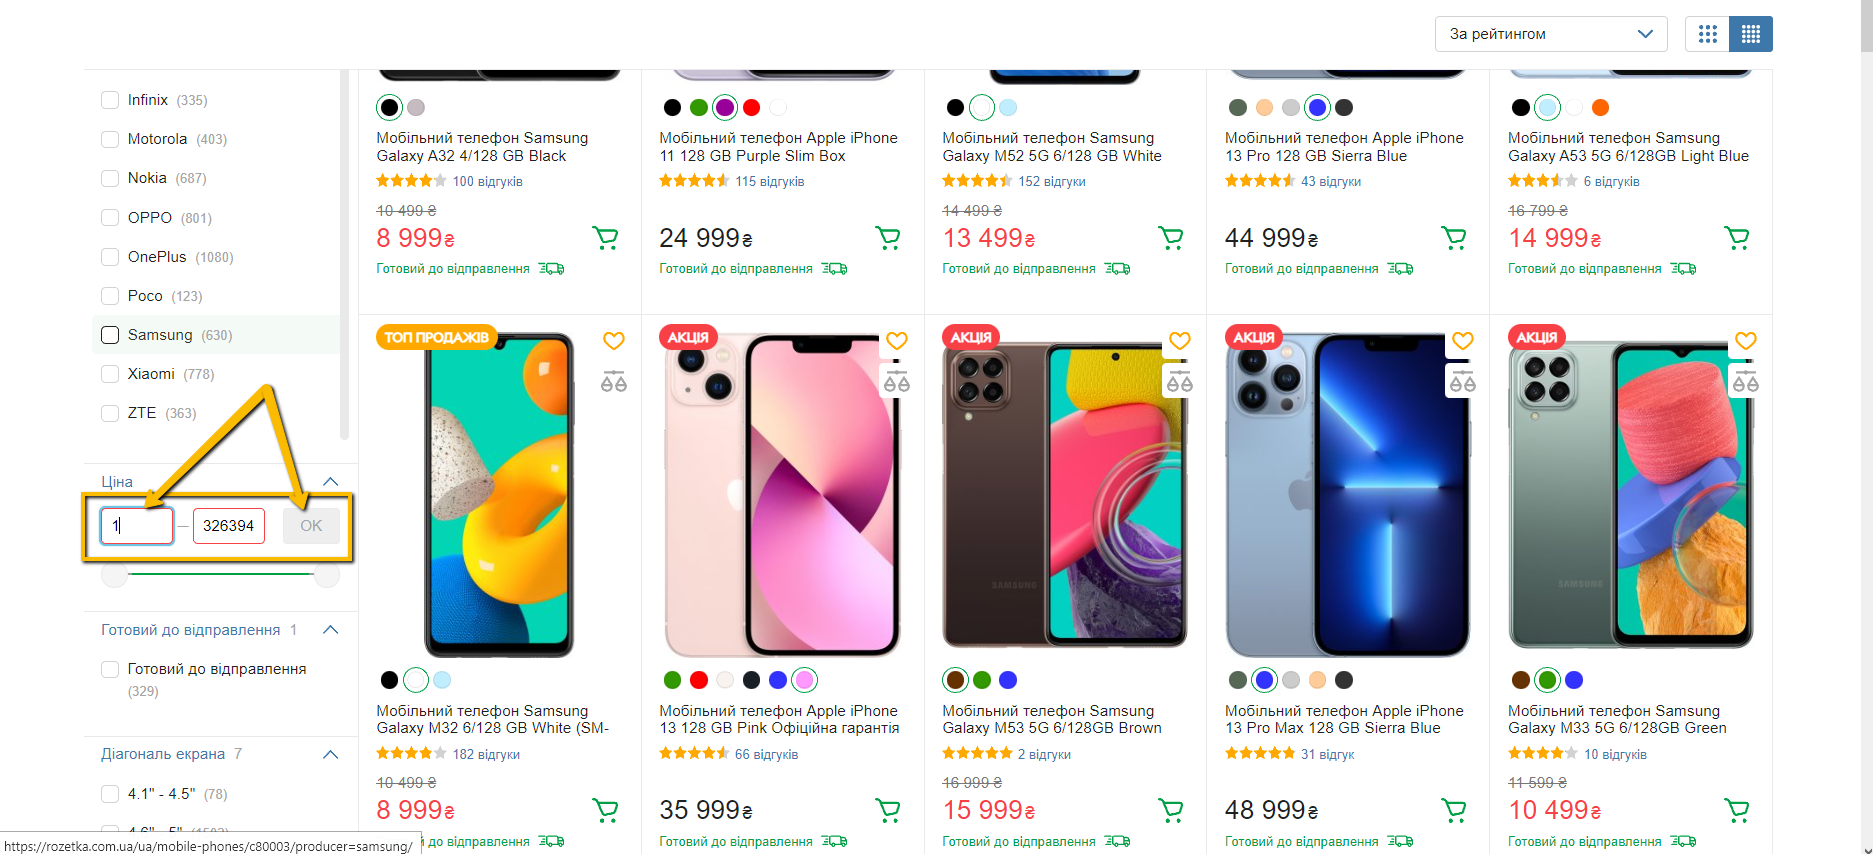 За рейтингом
Infinix (335)
Motorola (403)
Nokia (687)
OPPO (801)
OnePlus (1080)
Poco (123)
Samsung (630)
Xiaomi (778)
ZTE (363)
Ціна
1 — 326394 OK
Готовий до відправлення 1
Готовий до відправлення
(329)
Діагональ екрана 7
4.1" - 4.5" (78)
4.6" - 5" (1503)
Мобільний телефон Samsung
Galaxy A32 4/128 GB Black
100 відгуків
10 499 ₴
8 999₴
Готовий до відправлення
Мобільний телефон Apple iPhone
11 128 GB Purple Slim Box
115 відгуків
24 999₴
Готовий до відправлення
Мобільний телефон Samsung
Galaxy M52 5G 6/128 GB White
152 відгуки
14 499 ₴
13 499₴
Готовий до відправлення
Мобільний телефон Apple iPhone
13 Pro 128 GB Sierra Blue
43 відгуки
44 999₴
Готовий до відправлення
Мобільний телефон Samsung
Galaxy A53 5G 6/128GB Light Blue
6 відгуків
16 799 ₴
14 999₴
Готовий до відправлення
ТОП ПРОДАЖІВ
Мобільний телефон Samsung
Galaxy M32 6/128 GB White (SM-
182 відгуки
10 499 ₴
8 999₴
до відправлення
АКЦІЯ
Мобільний телефон Apple iPhone
13 128 GB Pink Офіційна гарантія
66 відгуків
35 999₴
Готовий до відправлення
АКЦІЯ
SAMSUNG
Мобільний телефон Samsung
Galaxy M53 5G 6/128GB Brown
2 відгуки
16 999 ₴
15 999₴
Готовий до відправлення
АКЦІЯ
Мобільний телефон Apple iPhone
13 Pro Max 128 GB Sierra Blue
31 відгук
48 999₴
Готовий до відправлення
АКЦІЯ
SAMSUNG
Мобільний телефон Samsung
Galaxy M33 5G 6/128GB Green
10 відгуків
11 599 ₴
10 499₴
Готовий до відправлення
https://rozetka.com.ua/ua/mobile-phones/c80003/producer=samsung/